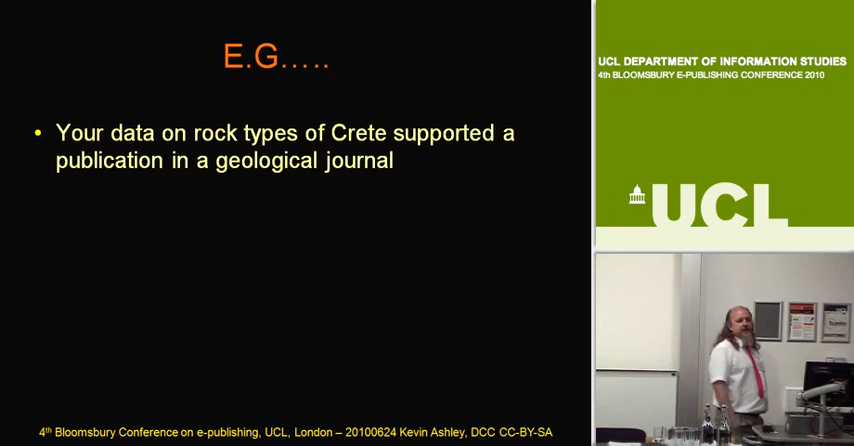 E.G.....
• Your data on rock types of Crete supported a
publication in a geological journal
4th Bloomsbury Conference on e-publishing, UCL, London – 20100624 Kevin Ashley, DCC CC-BY-SA
UCL DEPARTMENT OF INFORMATION STUDIES
4th BLOOMSBURY E-PUBLISHING CONFERENCE 2010
UCL